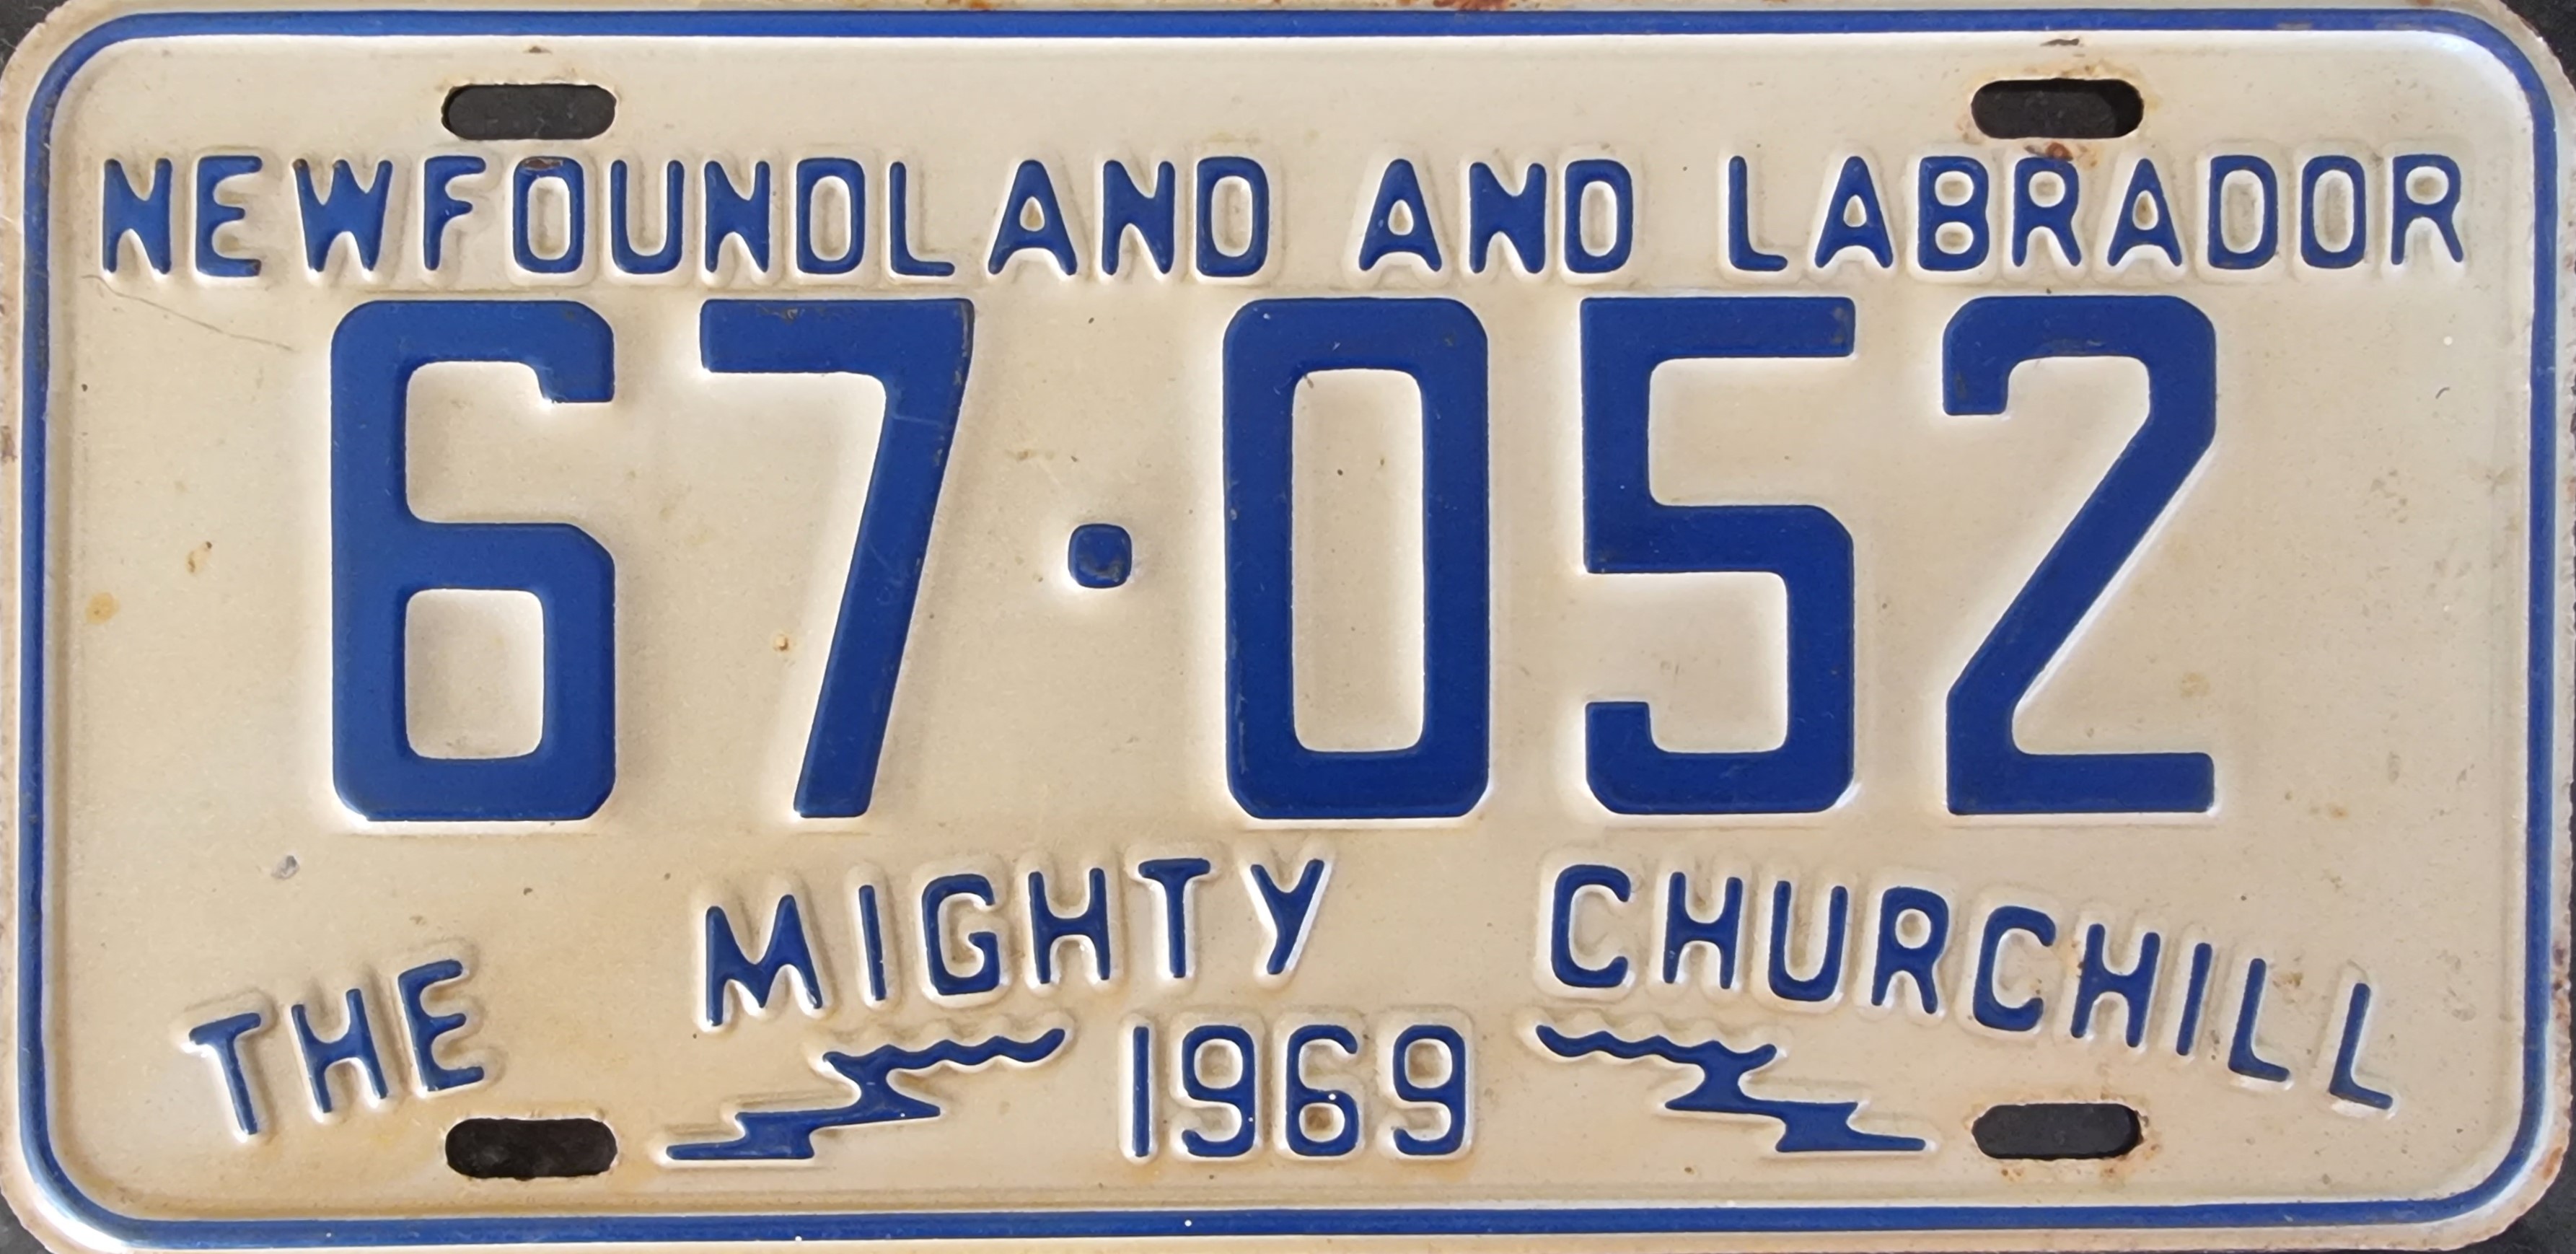 NEWFOUNDLAND AND LABRADOR
67·052
THE MIGHTY CHURCHILL
1969